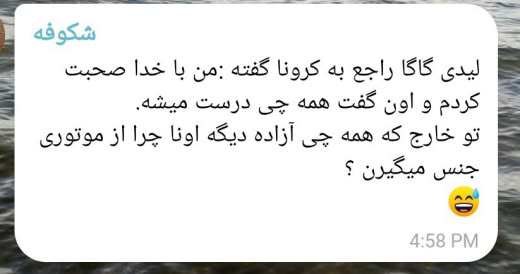 شکوفه
لیدی گاگا راجع به کرونا گفته :من با خدا صحبت
کردم و اون گفت همه چی درست میشه.
تو خارج که همه چی آزاده دیگه اونا چرا از موتوری
جنس میگیرن ؟
😅
4:58 PM